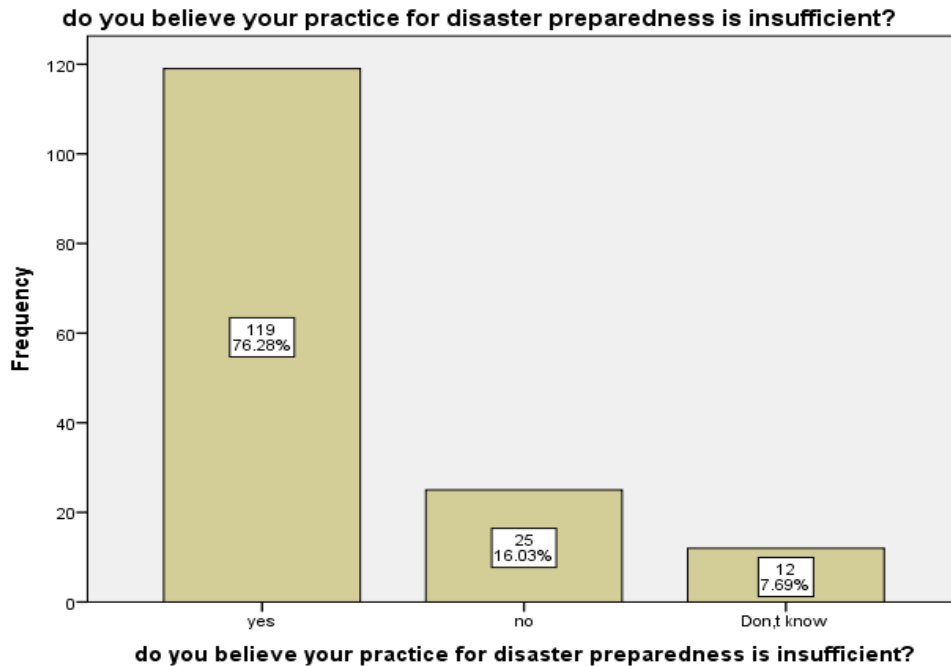 do you believe your practice for disaster preparedness is insufficient?
Frequency
120
100
80
60
40
20
0
119
76.28%
25
16.03%
12
7.69%
yes
no
Don,t know
do you believe your practice for disaster preparedness is insufficient?